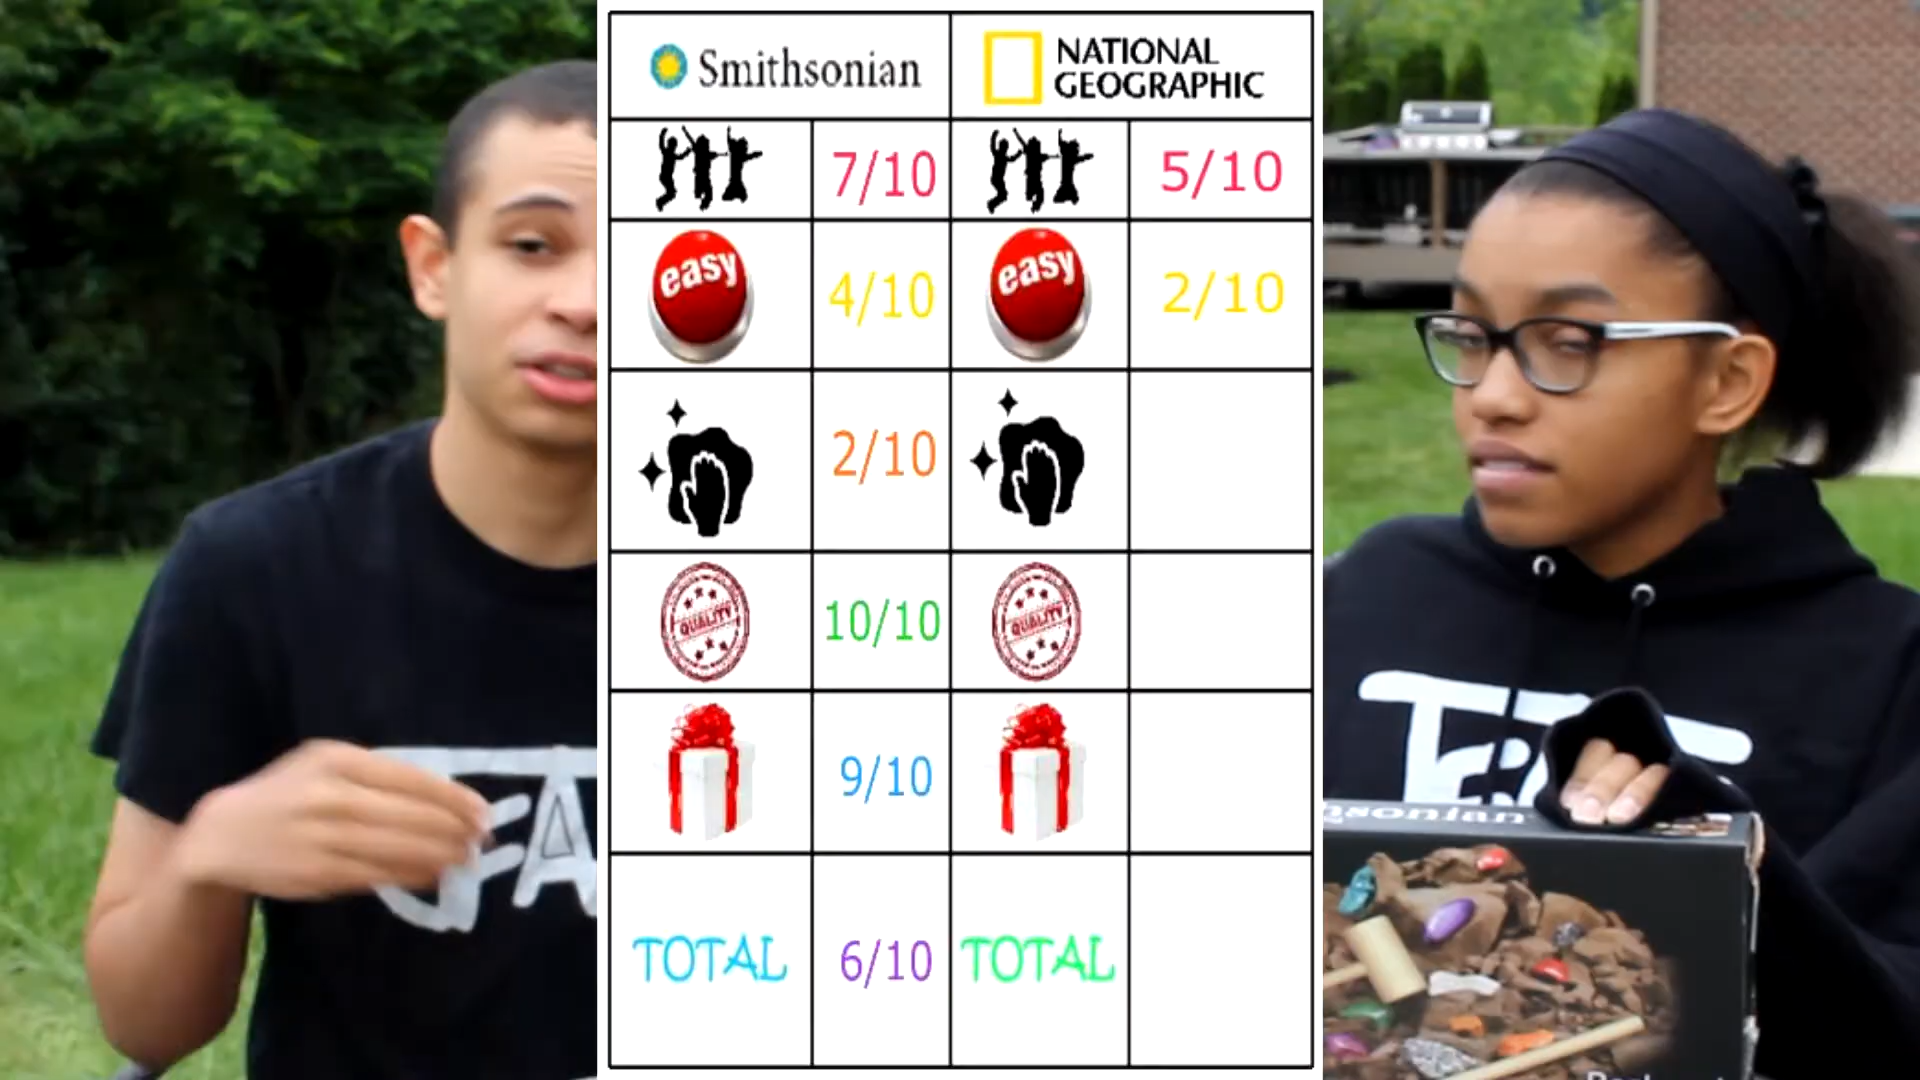 Smithsonian
NATIONAL
GEOGRAPHIC
7/10
5/10
easy
4/10
easy
2/10
2/10
QUALITY
10/10
QUALITY
9/10
TOTAL
6/10
TOTAL
sonian